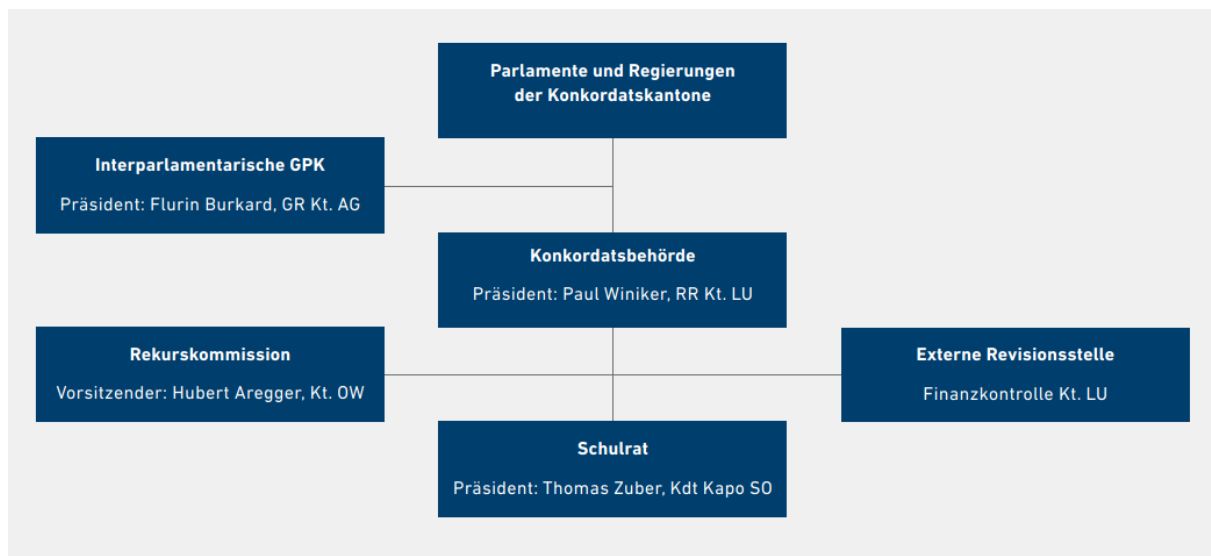 Parlamente und Regierungen
der Konkordatskantone
Interparlamentarische GPK
Präsident: Flurin Burkard, GR Kt. AG
Konkordatsbehörde
Präsident: Paul Winiker, RR Kt. LU
Rekurskommission
Vorsitzender: Hubert Aregger, Kt. OW
Externe Revisionsstelle
Finanzkontrolle Kt. LU
Schulrat
Präsident: Thomas Zuber, Kdt Kapo SO